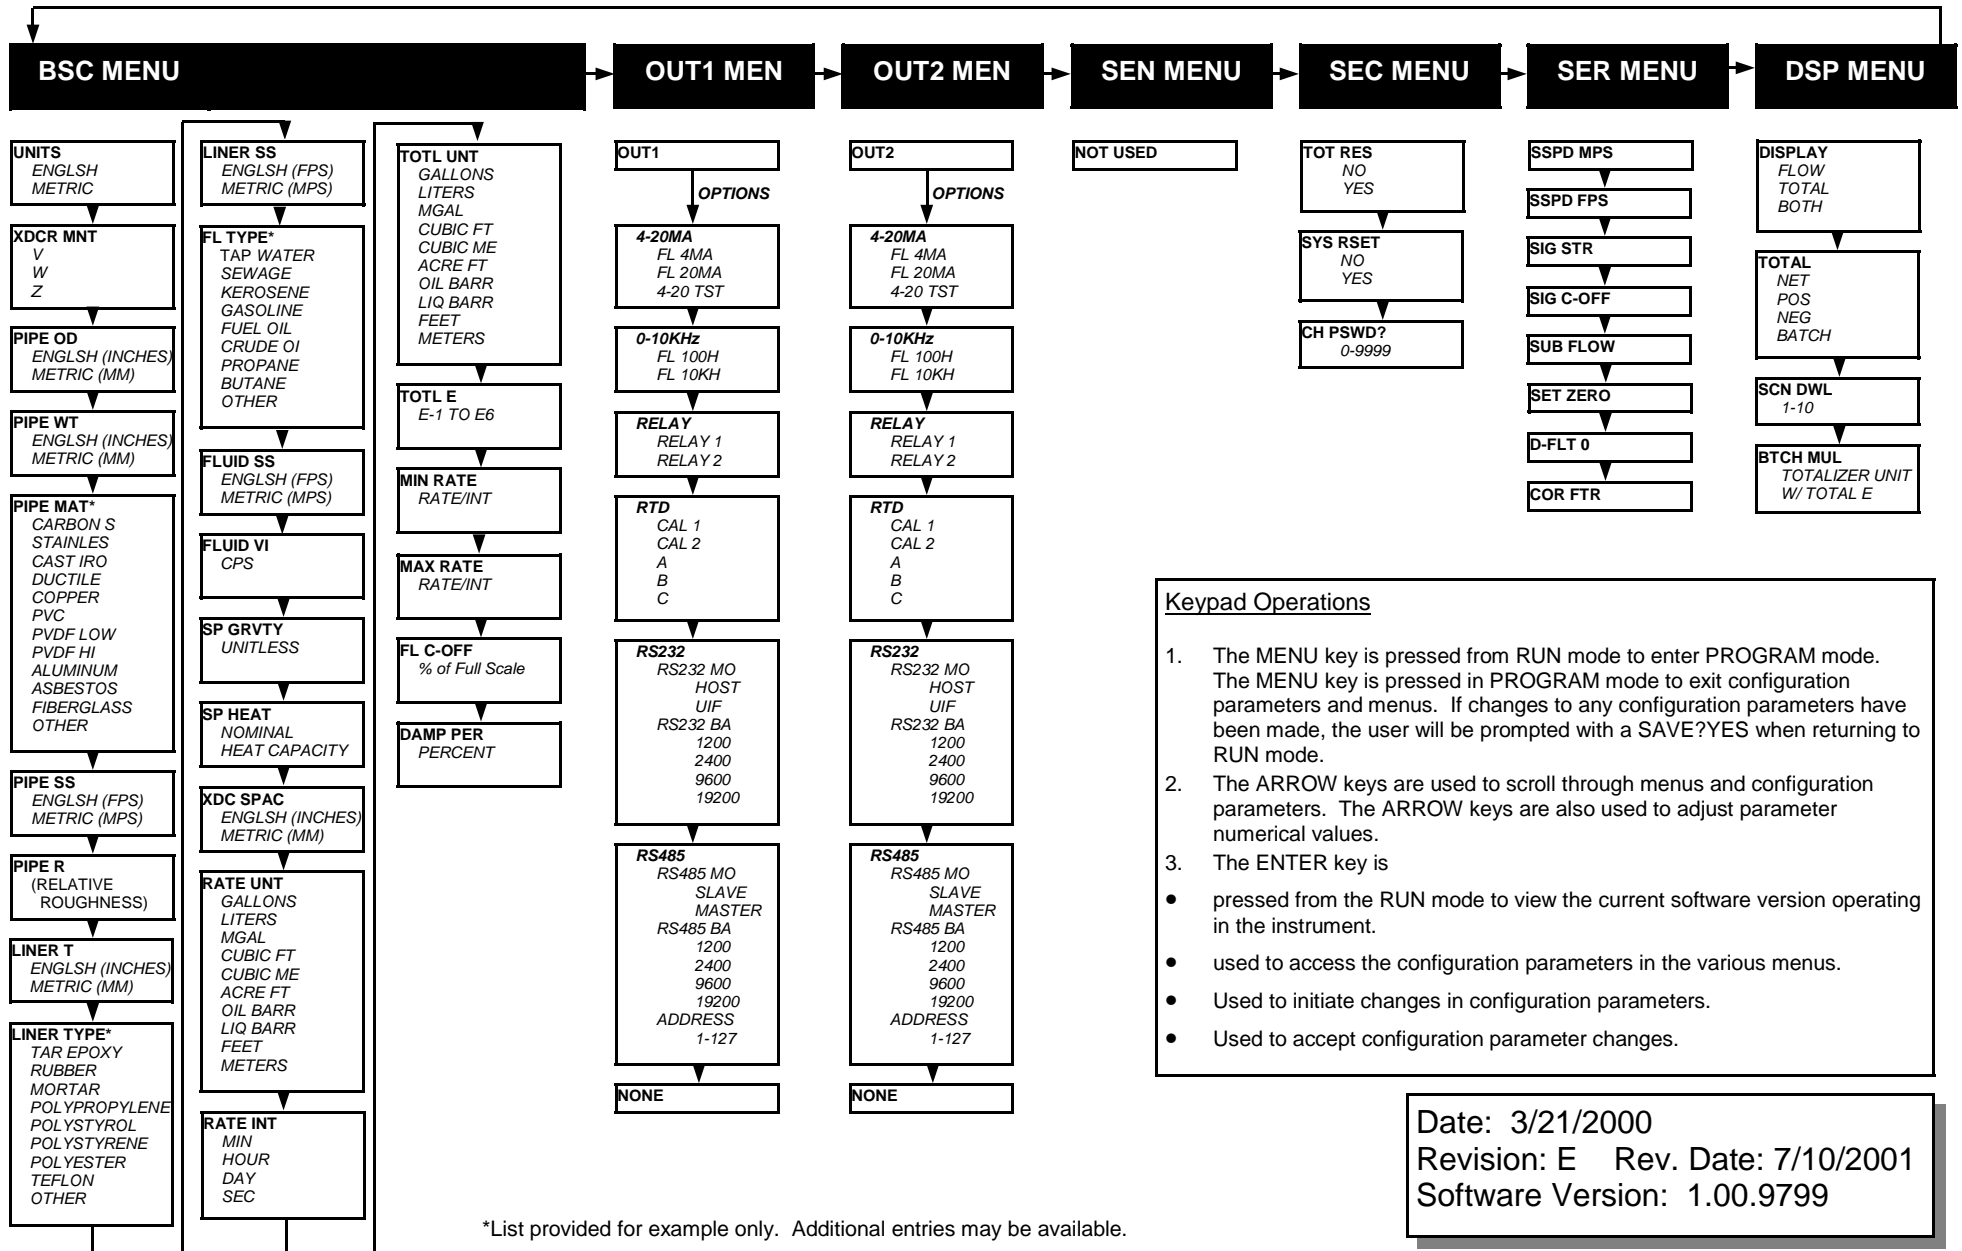 BSC MENU
OUT1 MEN
OUT2 MEN
SEN MENU
SEC MENU
SER MENU
DSP MENU
UNITS
ENGLSH
METRIC
XDCR MNT
V
W
Z
PIPE OD
ENGLSH (INCHES)
METRIC (MM)
PIPE WT
ENGLSH (INCHES)
METRIC (MM)
PIPE MAT*
CARBON S
STAINLES
CAST IRO
DUCTILE
COPPER
PVC
PVDF LOW
PVDF HI
ALUMINUM
ASBESTOS
FIBERGLASS
OTHER
PIPE SS
ENGLSH (FPS)
METRIC (MPS)
PIPE R
(RELATIVE
ROUGHNESS)
LINER T
ENGLSH (INCHES)
METRIC (MM)
LINER TYPE*
TAR EPOXY
RUBBER
MORTAR
POLYPROPYLENE
POLYSTYROL
POLYSTYRENE
POLYESTER
TEFLON
OTHER
LINER SS
ENGLSH (FPS)
METRIC (MPS)
FL TYPE*
TAP WATER
SEWAGE
KEROSENE
GASOLINE
FUEL OIL
CRUDE OI
PROPANE
BUTANE
OTHER
FLUID SS
ENGLSH (FPS)
METRIC (MPS)
FLUID VI
CPS
SP GRVTY
UNITLESS
SP HEAT
NOMINAL
HEAT CAPACITY
XDC SPAC
ENGLSH (INCHES)
METRIC (MM)
RATE UNT
GALLONS
LITERS
MGAL
CUBIC FT
CUBIC ME
ACRE FT
OIL BARR
LIQ BARR
FEET
METERS
RATE INT
MIN
HOUR
DAY
SEC
TOTL UNT
GALLONS
LITERS
MGAL
CUBIC FT
CUBIC ME
ACRE FT
OIL BARR
LIQ BARR
FEET
METERS
TOTL E
E-1 TO E6
MIN RATE
RATE/INT
MAX RATE
RATE/INT
FL C-OFF
% of Full Scale
DAMP PER
PERCENT
OUT1
OPTIONS
4-20MA
FL 4MA
FL 20MA
4-20 TST
0-10KHz
FL 100H
FL 10KH
RELAY
RELAY 1
RELAY 2
RTD
CAL 1
CAL 2
A
B
C
RS232
RS232 MO
HOST
UIF
RS232 BA
1200
2400
9600
19200
RS485
RS485 MO
SLAVE
MASTER
RS485 BA
1200
2400
9600
19200
ADDRESS
1-127
NONE
OUT2
OPTIONS
4-20MA
FL 4MA
FL 20MA
4-20 TST
0-10KHz
FL 100H
FL 10KH
RELAY
RELAY 1
RELAY 2
RTD
CAL 1
CAL 2
A
B
C
RS232
RS232 MO
HOST
UIF
RS232 BA
1200
2400
9600
19200
RS485
RS485 MO
SLAVE
MASTER
RS485 BA
1200
2400
9600
19200
ADDRESS
1-127
NONE
NOT USED
TOT RES
NO
YES
SYS RSET
NO
YES
CH PSWD?
0-9999
SSPD MPS
SSPD FPS
SIG STR
SIG C-OFF
SUB FLOW
SET ZERO
D-FLT 0
COR FTR
DISPLAY
FLOW
TOTAL
BOTH
TOTAL
NET
POS
NEG
BATCH
SCN DWL
1-10
BTCH MUL
TOTALIZER UNIT
W/ TOTAL E
Keypad Operations
1. The MENU key is pressed from RUN mode to enter PROGRAM mode.
The MENU key is pressed in PROGRAM mode to exit configuration
parameters and menus. If changes to any configuration parameters have
been made, the user will be prompted with a SAVE?YES when returning to
RUN mode.
2. The ARROW keys are used to scroll through menus and configuration
parameters. The ARROW keys are also used to adjust parameter
numerical values.
3. The ENTER key is
• pressed from the RUN mode to view the current software version operating
in the instrument.
• used to access the configuration parameters in the various menus.
• Used to initiate changes in configuration parameters.
• Used to accept configuration parameter changes.
Date: 3/21/2000
Revision: E Rev. Date: 7/10/2001
Software Version: 1.00.9799
*List provided for example only. Additional entries may be available.